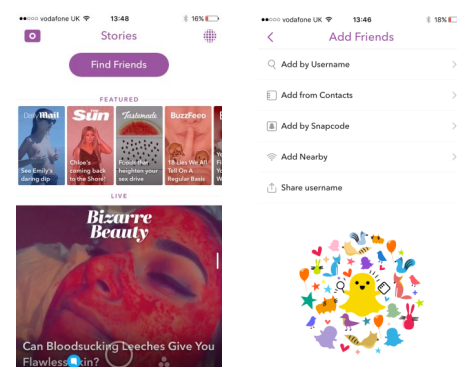 vodafone UK 13:48 16%
Stories
Find Friends
FEATURED
Daily Mail
See Emily's
daring dip
THE
Sun
Chloe's
coming back
to the Shore!
Tastemade
Foods that
heighten your
sex drive
BuzzFeed
18 Lies We All
Tell On A
Regular Basis
LIVE
Bizarre
Beauty
Can Bloodsucking Leeches Give You
Flawless Skin?
vodafone UK 13:46 18%
Add Friends
Add by Username
Add from Contacts
Add by Snapcode
Add Nearby
Share username